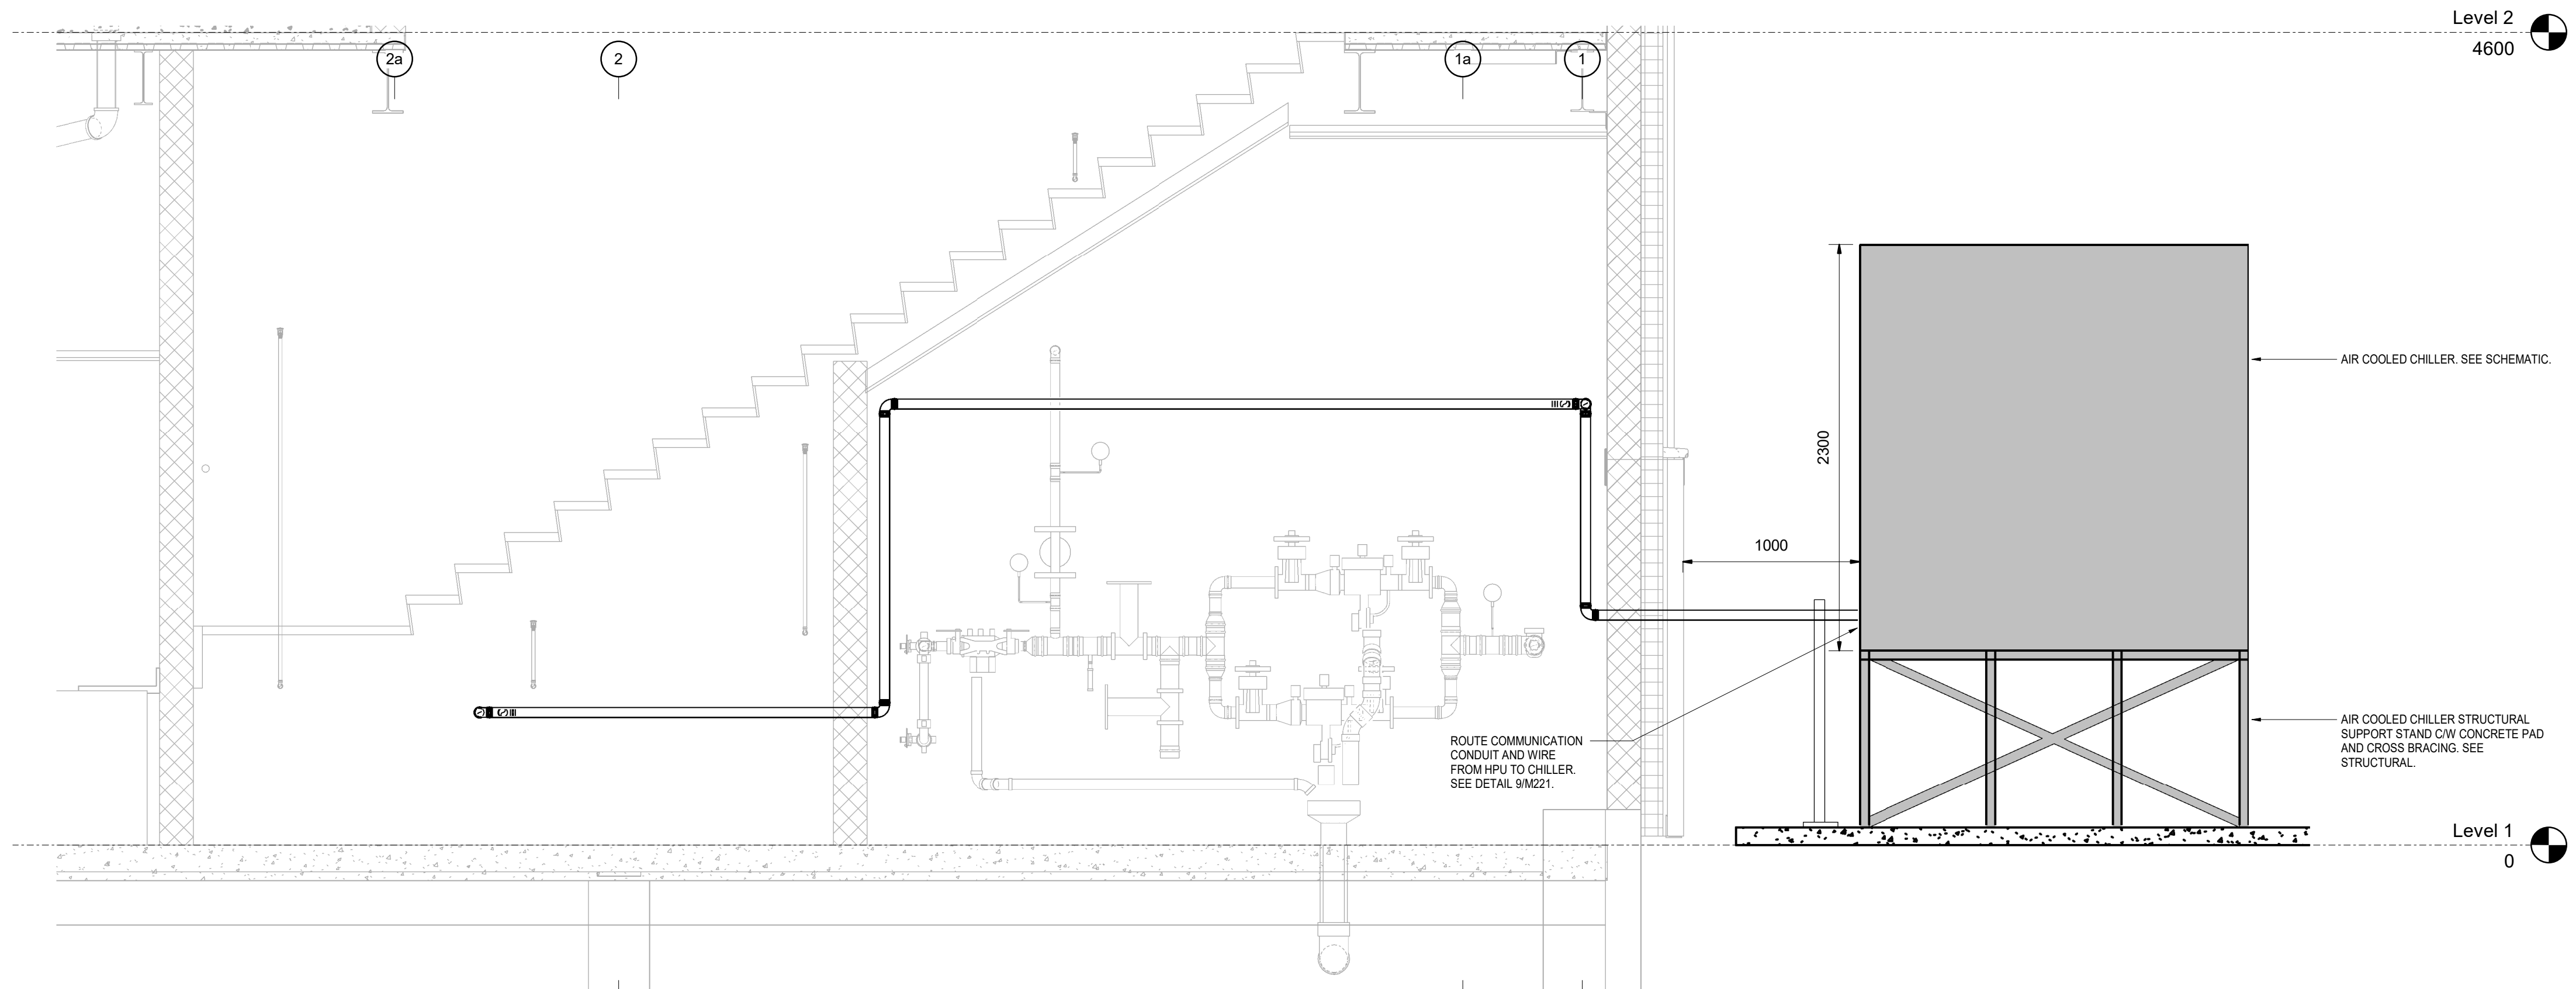 Level 2
4600
2a
2
1a
1
AIR COOLED CHILLER. SEE SCHEMATIC.
2300
1000
ROUTE COMMUNICATION
CONDUIT AND WIRE
FROM HPU TO CHILLER.
SEE DETAIL 9/M221.
AIR COOLED CHILLER STRUCTURAL
SUPPORT STAND C/W CONCRETE PAD
AND CROSS BRACING. SEE
STRUCTURAL.
Level 1
0